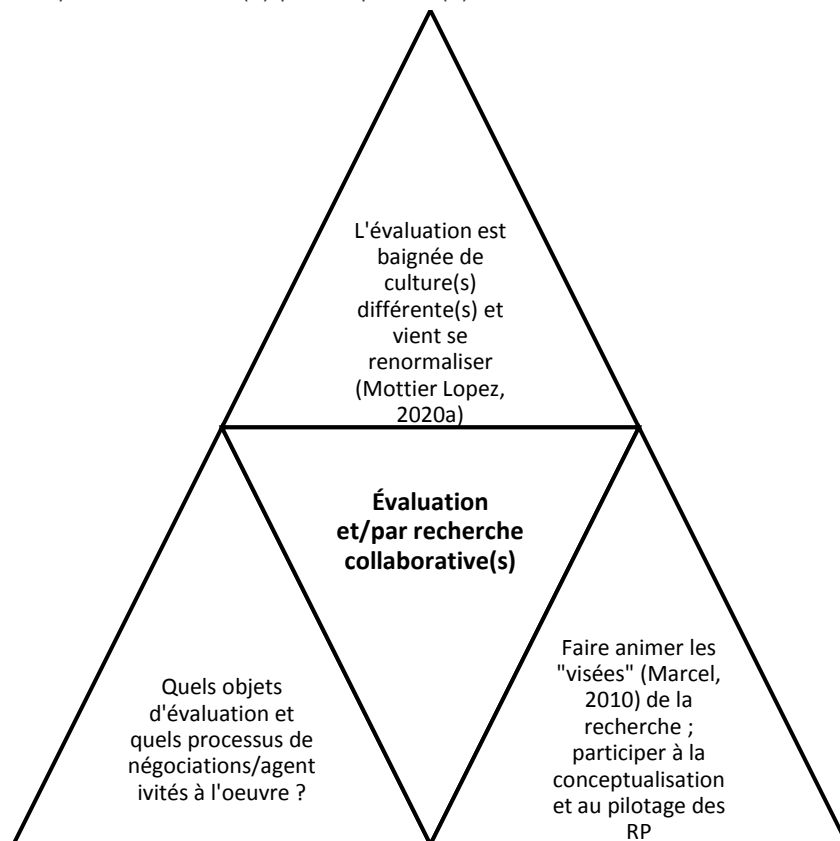 L'évaluation est
baignée de
culture(s)
différente(s) et
vient se
renormaliser
(Mottier Lopez,
2020a)
Évaluation
et/par recherche
collaborative(s)
Quels objets
d'évaluation et
quels processus de
négociations/agent
ivités à l'oeuvre ?
Faire animer les
"visées" (Marcel,
2010) de la
recherche ;
participer à la
conceptualisation
et au pilotage des
RP